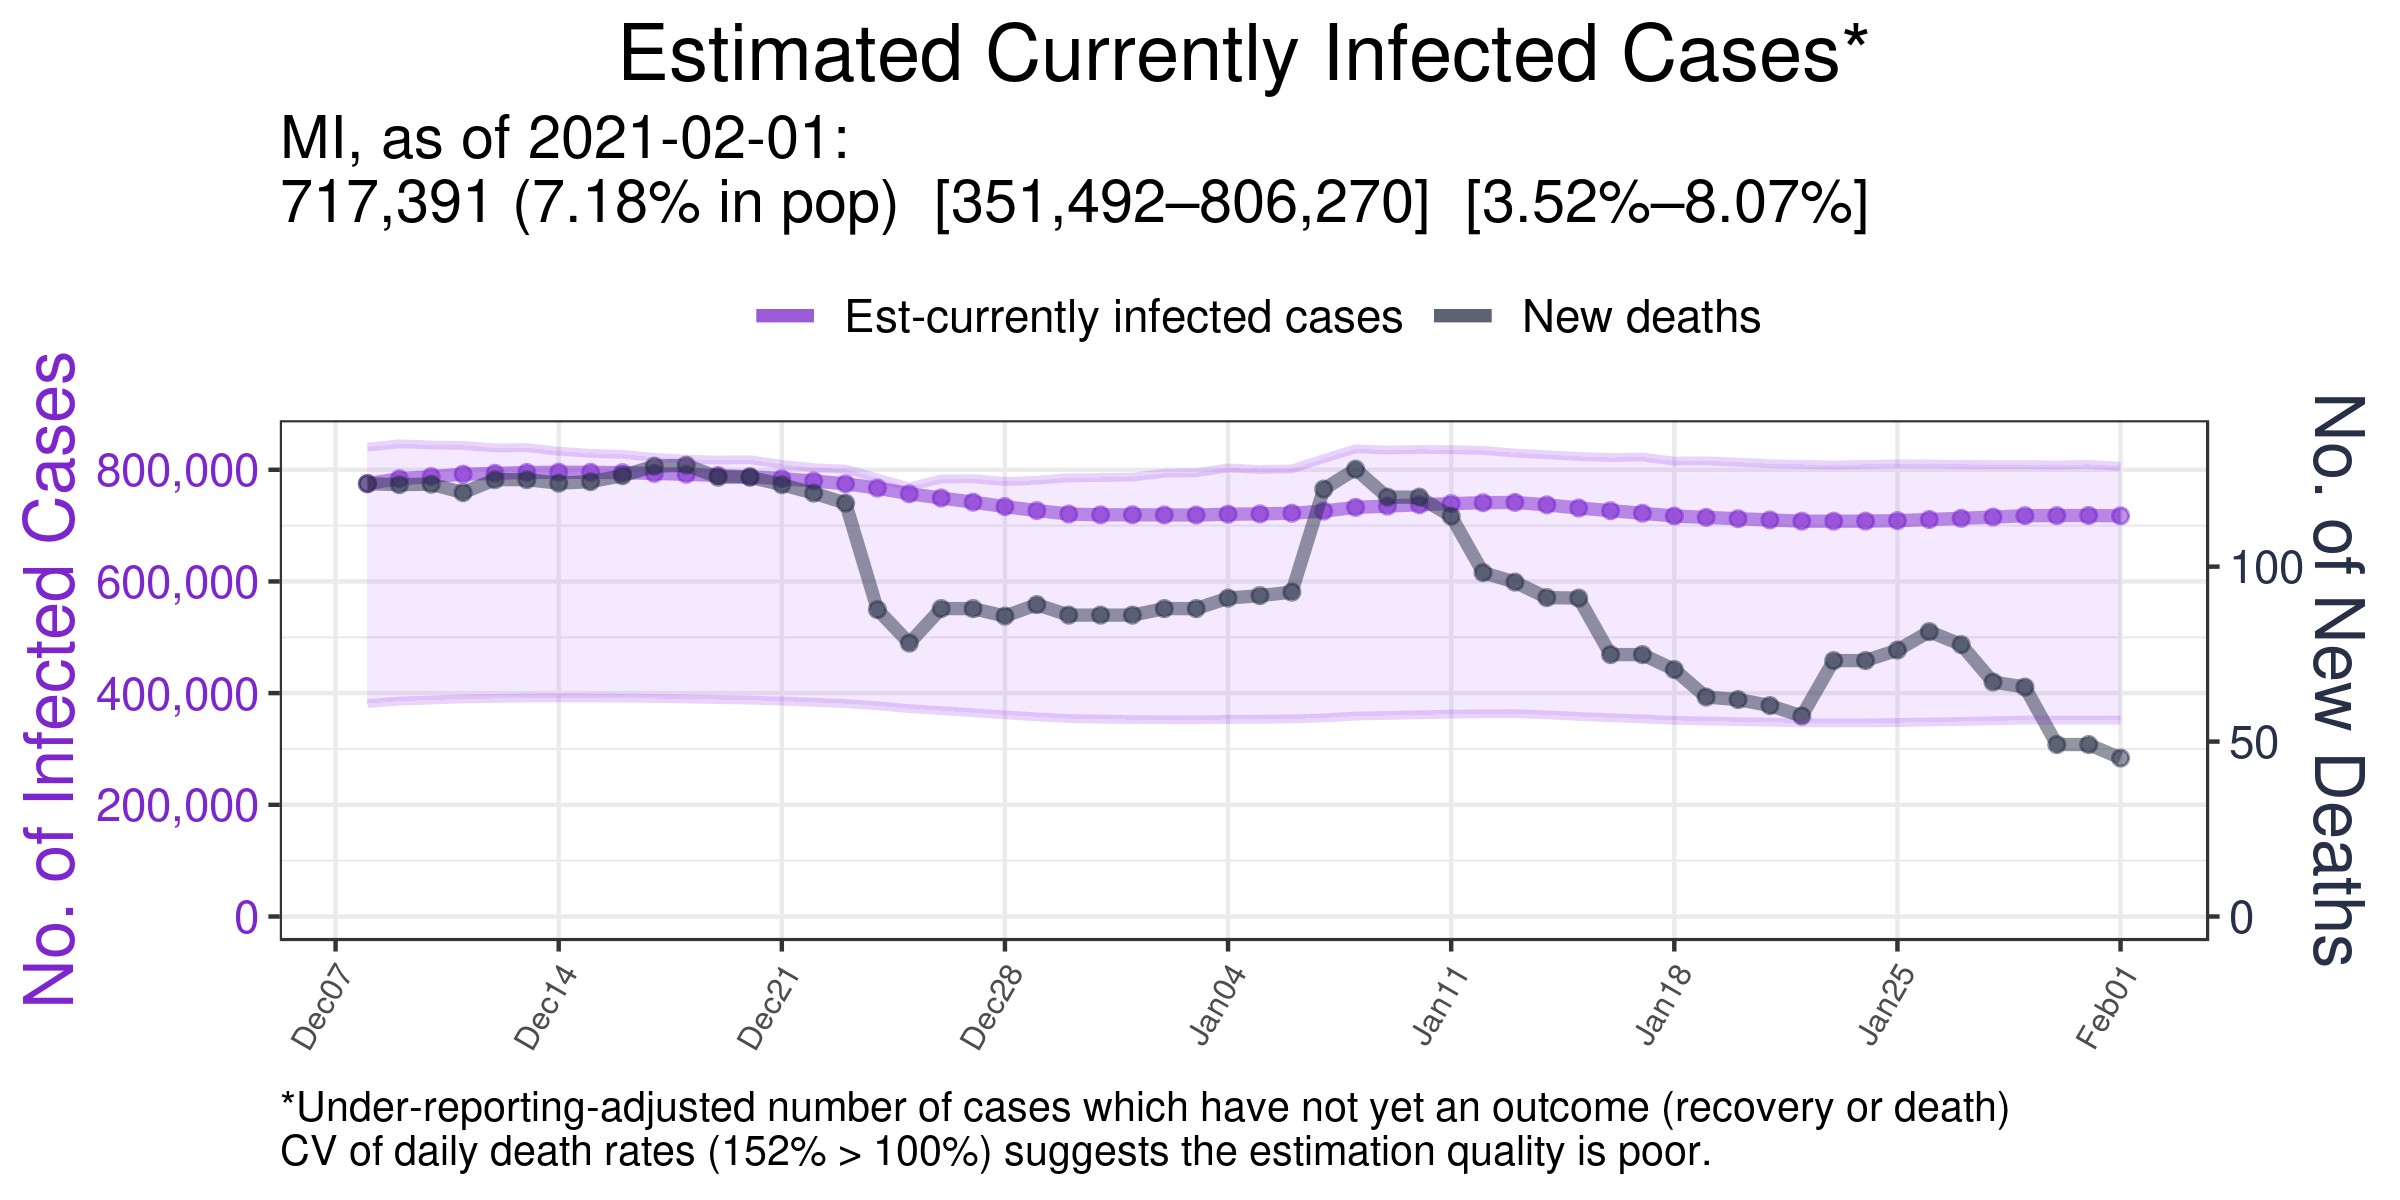 Estimated Currently Infected Cases*
MI, as of 2021-02-01:
717,391 (7.18% in pop)  [351,492–806,270]  [3.52%–8.07%]
Est-currently infected cases
New deaths
No. of Infected Cases
800,000
600,000
400,000
200,000
0
No. of New Deaths
100
50
0
Dec07
Dec14
Dec21
Dec28
Jan04
Jan11
Jan18
Jan25
Feb01
*Under-reporting-adjusted number of cases which have not yet an outcome (recovery or death)
CV of daily death rates (152% > 100%) suggests the estimation quality is poor.